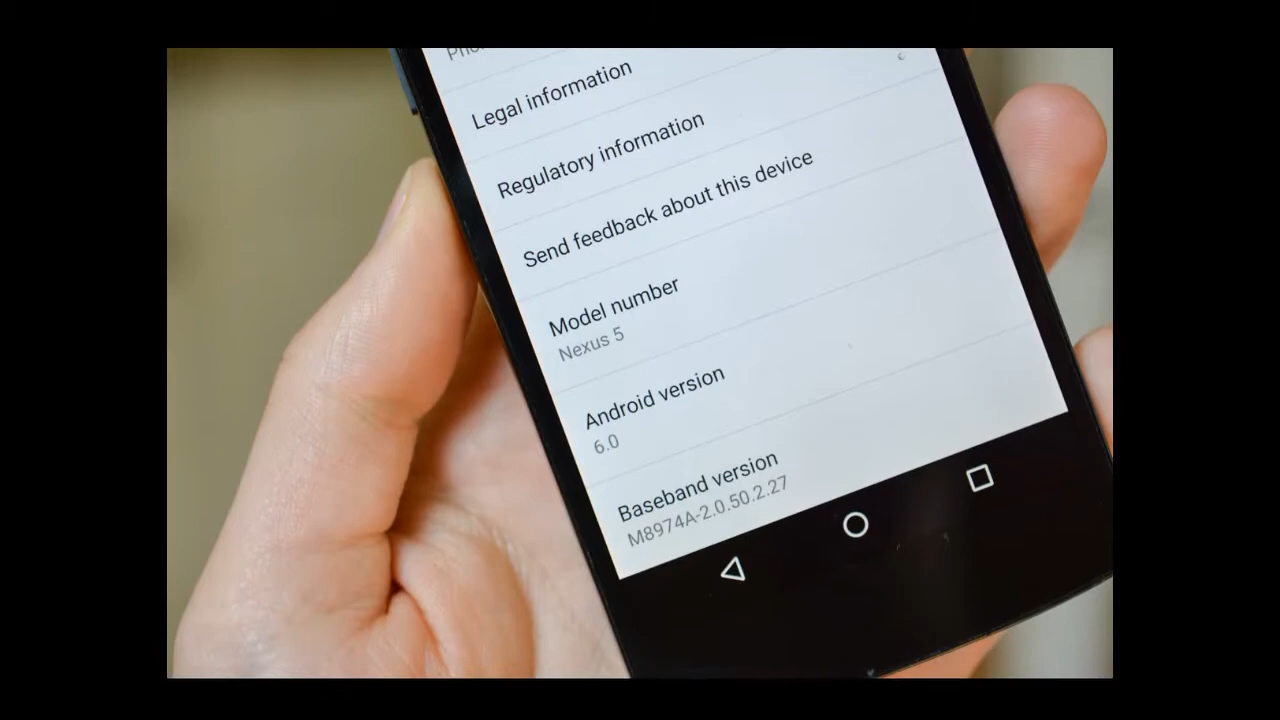 Legal information
Regulatory information
Send feedback about this device
Model number
Nexus 5
Android version
6.0
Baseband version
M8974A-2.0.50.2.27